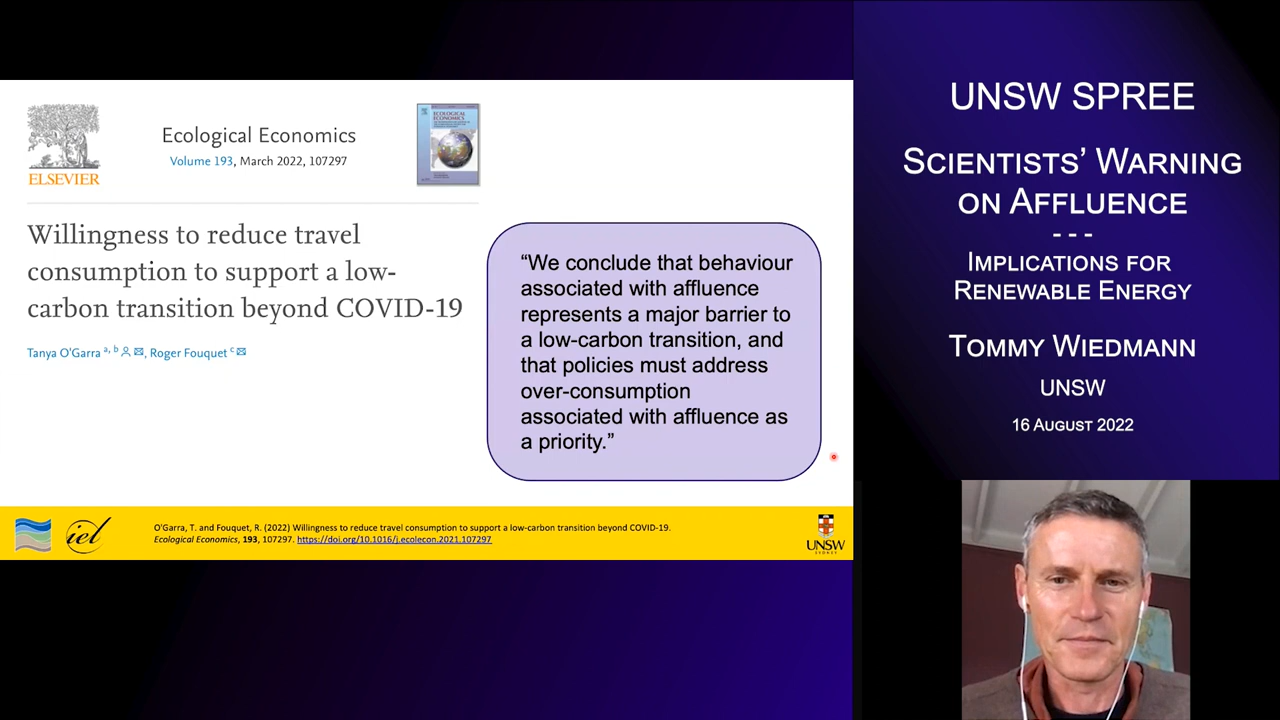 ELSEVIER
Ecological Economics
Volume 193, March 2022, 107297
ECOLOGICAL
ECONOMICS
Willingness to reduce travel
consumption to support a low-
carbon transition beyond COVID-19
Tanya O'Garra a, b, Roger Fouquet c
“We conclude that behaviour
associated with affluence
represents a major barrier to
a low-carbon transition, and
that policies must address
over-consumption
associated with affluence as
a priority.”
iel
O'Garra, T. and Fouquet, R. (2022) Willingness to reduce travel consumption to support a low-carbon transition beyond COVID-19.
Ecological Economics, 193, 107297. https://doi.org/10.1016/j.ecolecon.2021.107297
UNSW
SYDNEY
UNSW SPREE
Scientists’ Warning
on Affluence
- - -
Implications for
Renewable Energy
Tommy Wiedmann
UNSW
16 August 2022